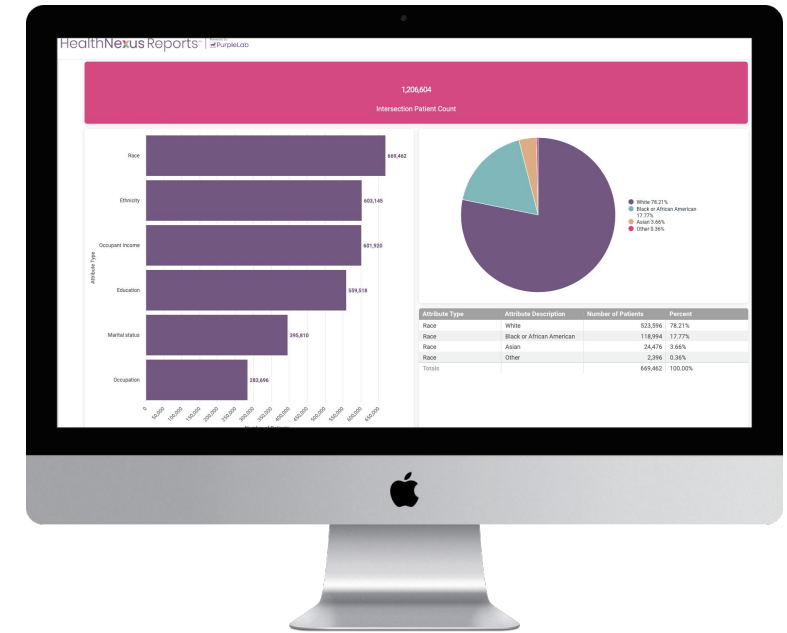 HealthNexus Reports™ | Powered by PurpleLab
1,206,604
Intersection Patient Count
Attribute Type
Race
669,462
Ethnicity
603,145
Occupant Income
601,920
Education
559,518
Marital status
395,810
Occupation
283,696
0
50,000
100,000
150,000
200,000
250,000
300,000
350,000
400,000
450,000
500,000
550,000
600,000
650,000
White 78.21%
Black or African American
17.77%
Asian 3.66%
Other 0.36%
Attribute Type Attribute Description Number of Patients Percent
Race White 523,596 78.21%
Race Black or African American 118,994 17.77%
Race Asian 24,476 3.66%
Race Other 2,396 0.36%
Totals 669,462 100.00%